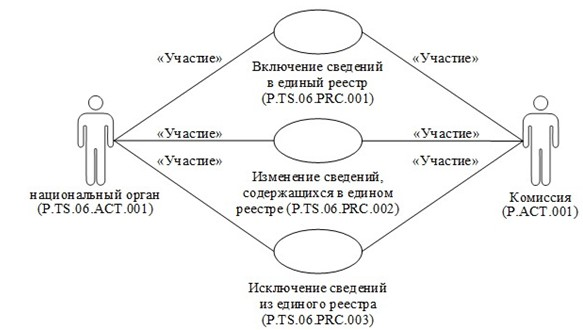 «Участие»
«Участие»
Включение сведений
в единый реестр
(P.TS.06.PRC.001)
«Участие»
«Участие»
«Участие»
«Участие»
национальный орган
(P.TS.06.ACT.001)
Изменение сведений,
содержащихся в едином
реестре (P.TS.06.PRC.002)
Комиссия
(P.ACT.001)
Исключение сведений
из единого реестра
(P.TS.06.PRC.003)